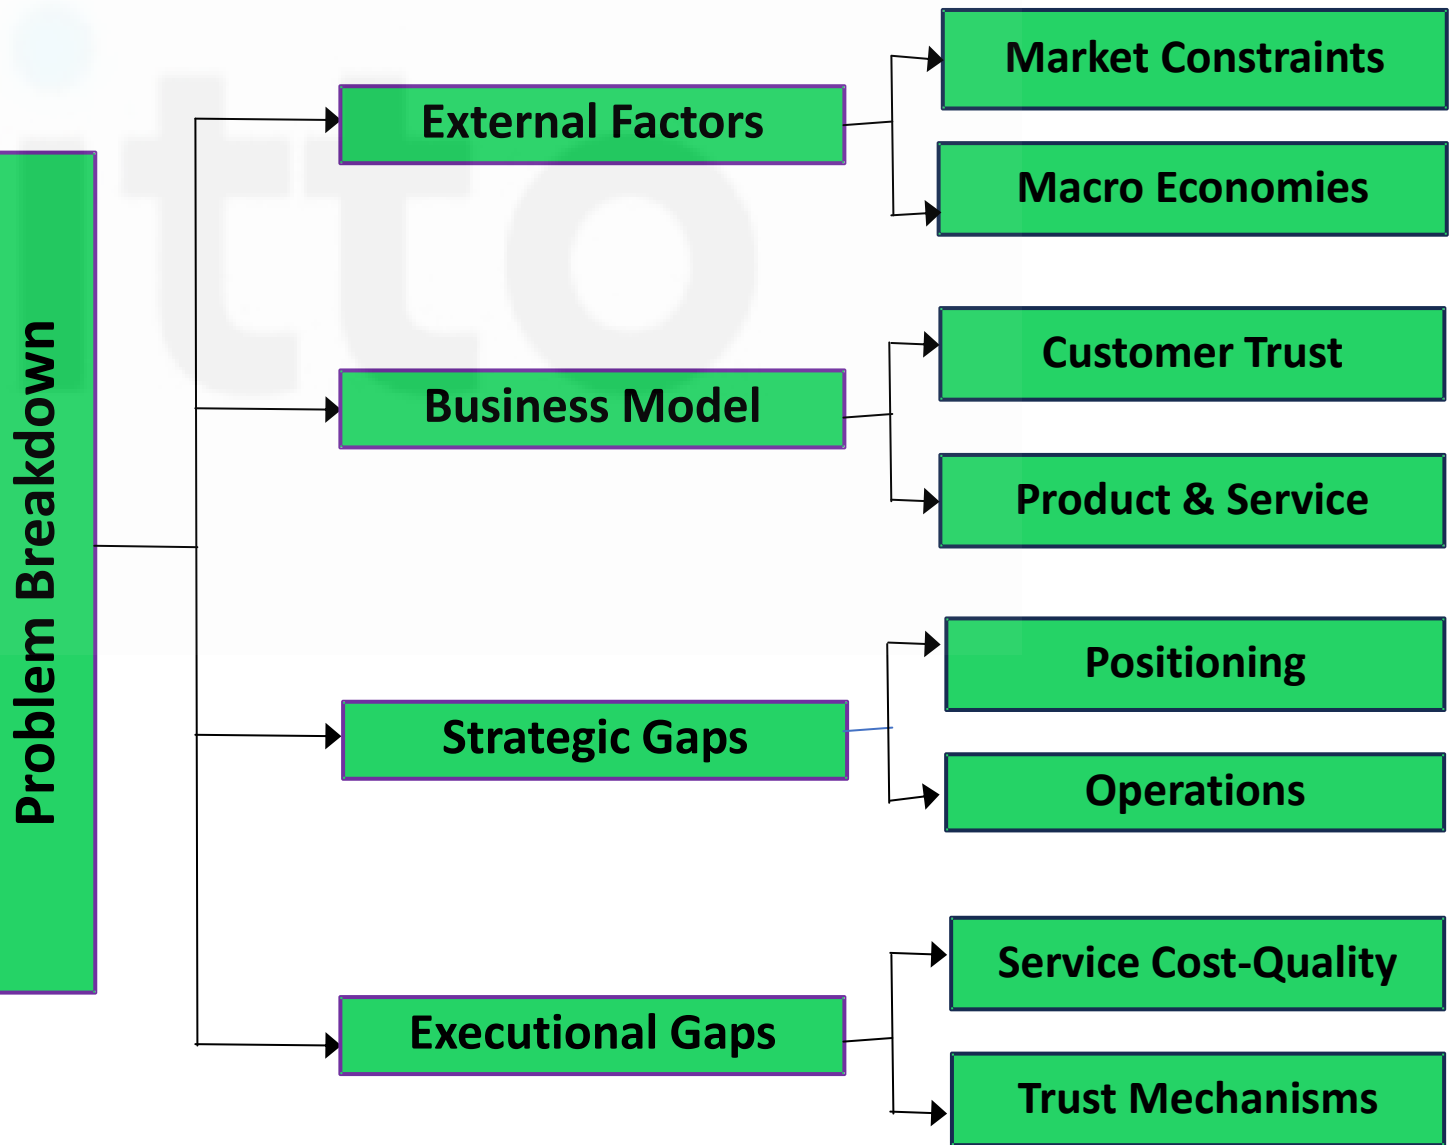 itto
Problem Breakdown
External Factors
Market Constraints
Macro Economies
Business Model
Customer Trust
Product & Service
Strategic Gaps
Positioning
Operations
Executional Gaps
Service Cost-Quality
Trust Mechanisms